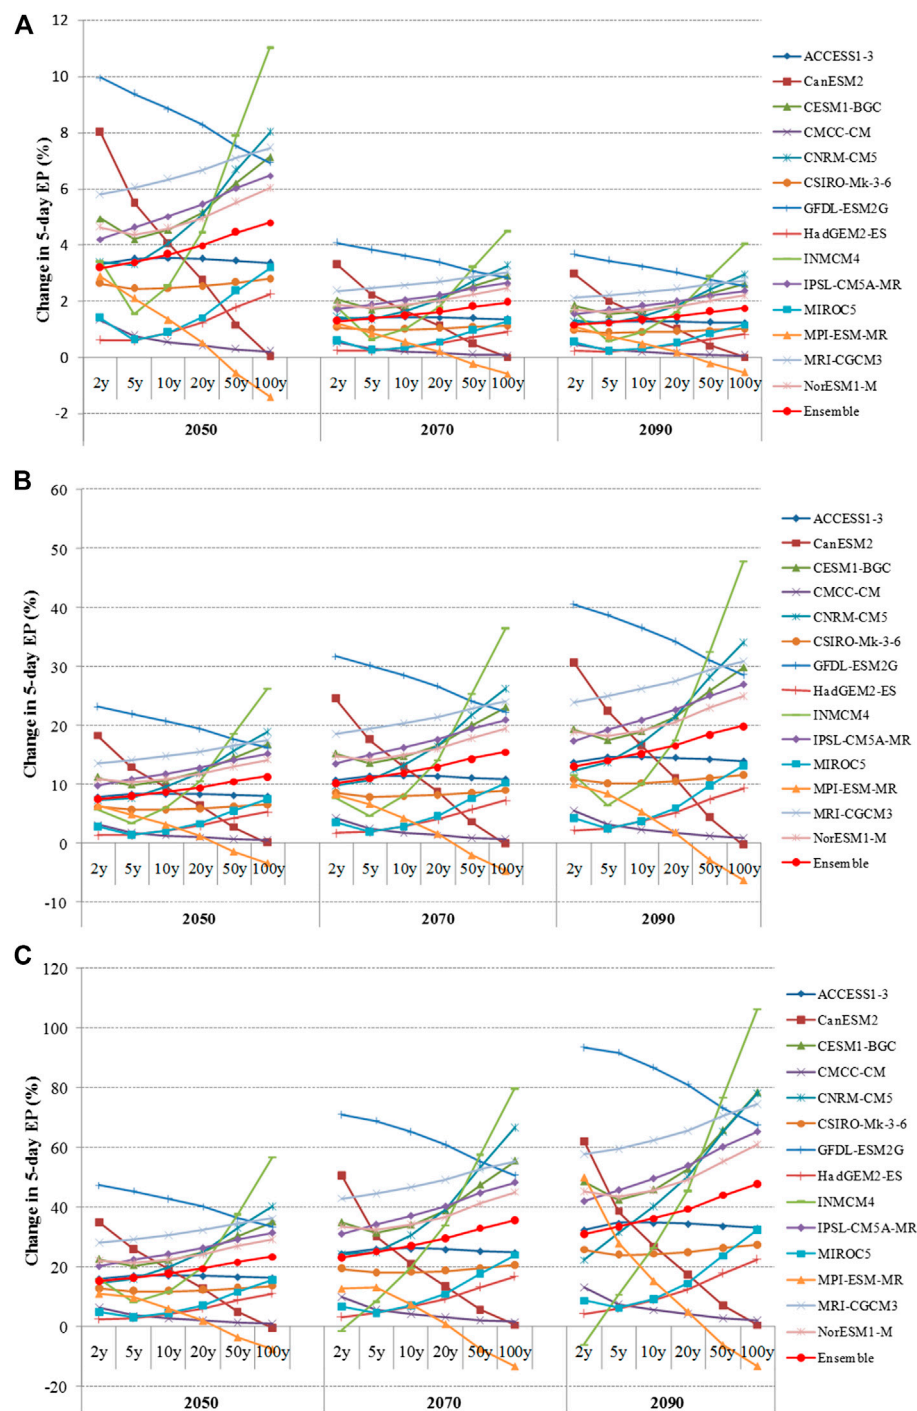 A
Change in 5-day EP (%)
12
10
8
6
4
2
0
-2
2y 5y 10y 20y 50y 100y 2y 5y 10y 20y 50y 100y 2y 5y 10y 20y 50y 100y
2050 2070 2090
ACCESS1-3
CanESM2
CESM1-BGC
CMCC-CM
CNRM-CM5
CSIRO-Mk-3-6
GFDL-ESM2G
HadGEM2-ES
INMCM4
IPSL-CM5A-MR
MIROC5
MPI-ESM-MR
MRI-CGCM3
NorESM1-M
Ensemble
B
Change in 5-day EP (%)
60
50
40
30
20
10
0
-10
2y 5y 10y 20y 50y 100y 2y 5y 10y 20y 50y 100y 2y 5y 10y 20y 50y 100y
2050 2070 2090
ACCESS1-3
CanESM2
CESM1-BGC
CMCC-CM
CNRM-CM5
CSIRO-Mk-3-6
GFDL-ESM2G
HadGEM2-ES
INMCM4
IPSL-CM5A-MR
MIROC5
MPI-ESM-MR
MRI-CGCM3
NorESM1-M
Ensemble
C
Change in 5-day EP (%)
120
100
80
60
40
20
0
-20
2y 5y 10y 20y 50y 100y 2y 5y 10y 20y 50y 100y 2y 5y 10y 20y 50y 100y
2050 2070 2090
ACCESS1-3
CanESM2
CESM1-BGC
CMCC-CM
CNRM-CM5
CSIRO-Mk-3-6
GFDL-ESM2G
HadGEM2-ES
INMCM4
IPSL-CM5A-MR
MIROC5
MPI-ESM-MR
MRI-CGCM3
NorESM1-M
Ensemble